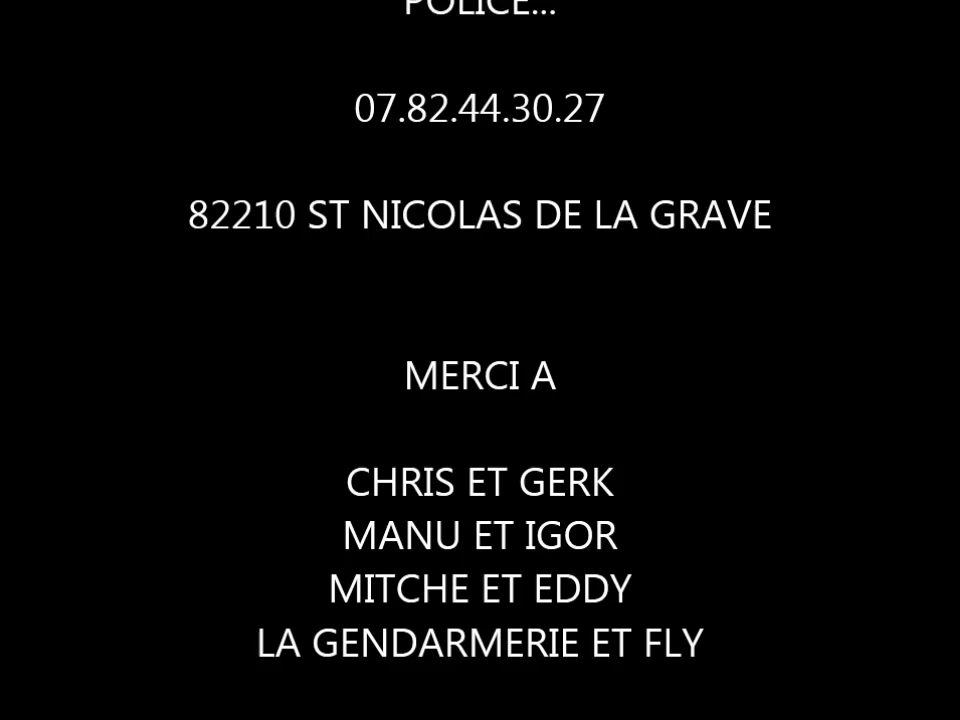 POLICE...
07.82.44.30.27
82210 ST NICOLAS DE LA GRAVE
MERCI A
CHRIS ET GERK
MANU ET IGOR
MITCHE ET EDDY
LA GENDARMERIE ET FLY